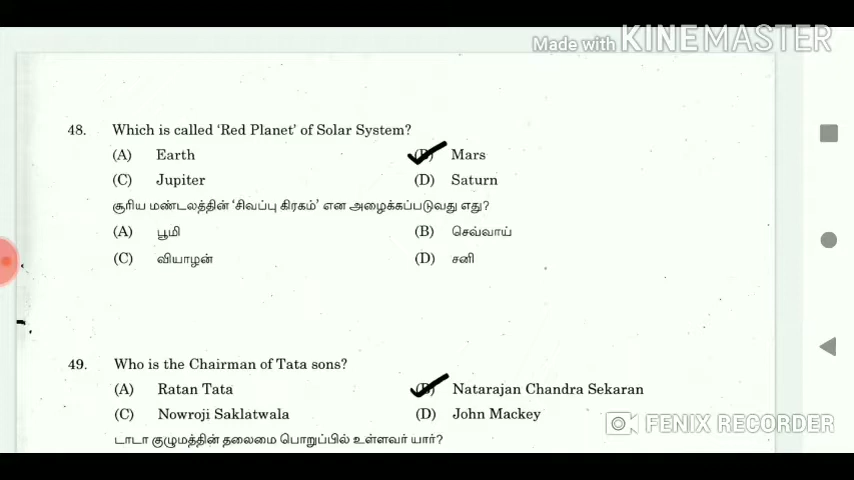 Made with KINEMASTER
48. Which is called ‘Red Planet’ of Solar System?
(A) Earth (B) Mars
(C) Jupiter (D) Saturn
சூரிய மண்டலத்தின் ‘சிவப்பு கிரகம்’ என அழைக்கப்படுவது எது?
(A) பூமி (B) செவ்வாய்
(C) வியாழன் (D) சனி
49. Who is the Chairman of Tata sons?
(A) Ratan Tata (B) Natarajan Chandra Sekaran
(C) Nowroji Saklatwala (D) John Mackey
FENIX RECORDER
டாடா குழுமத்தின் தலைமை பொறுப்பில் உள்ளவர் யார்?